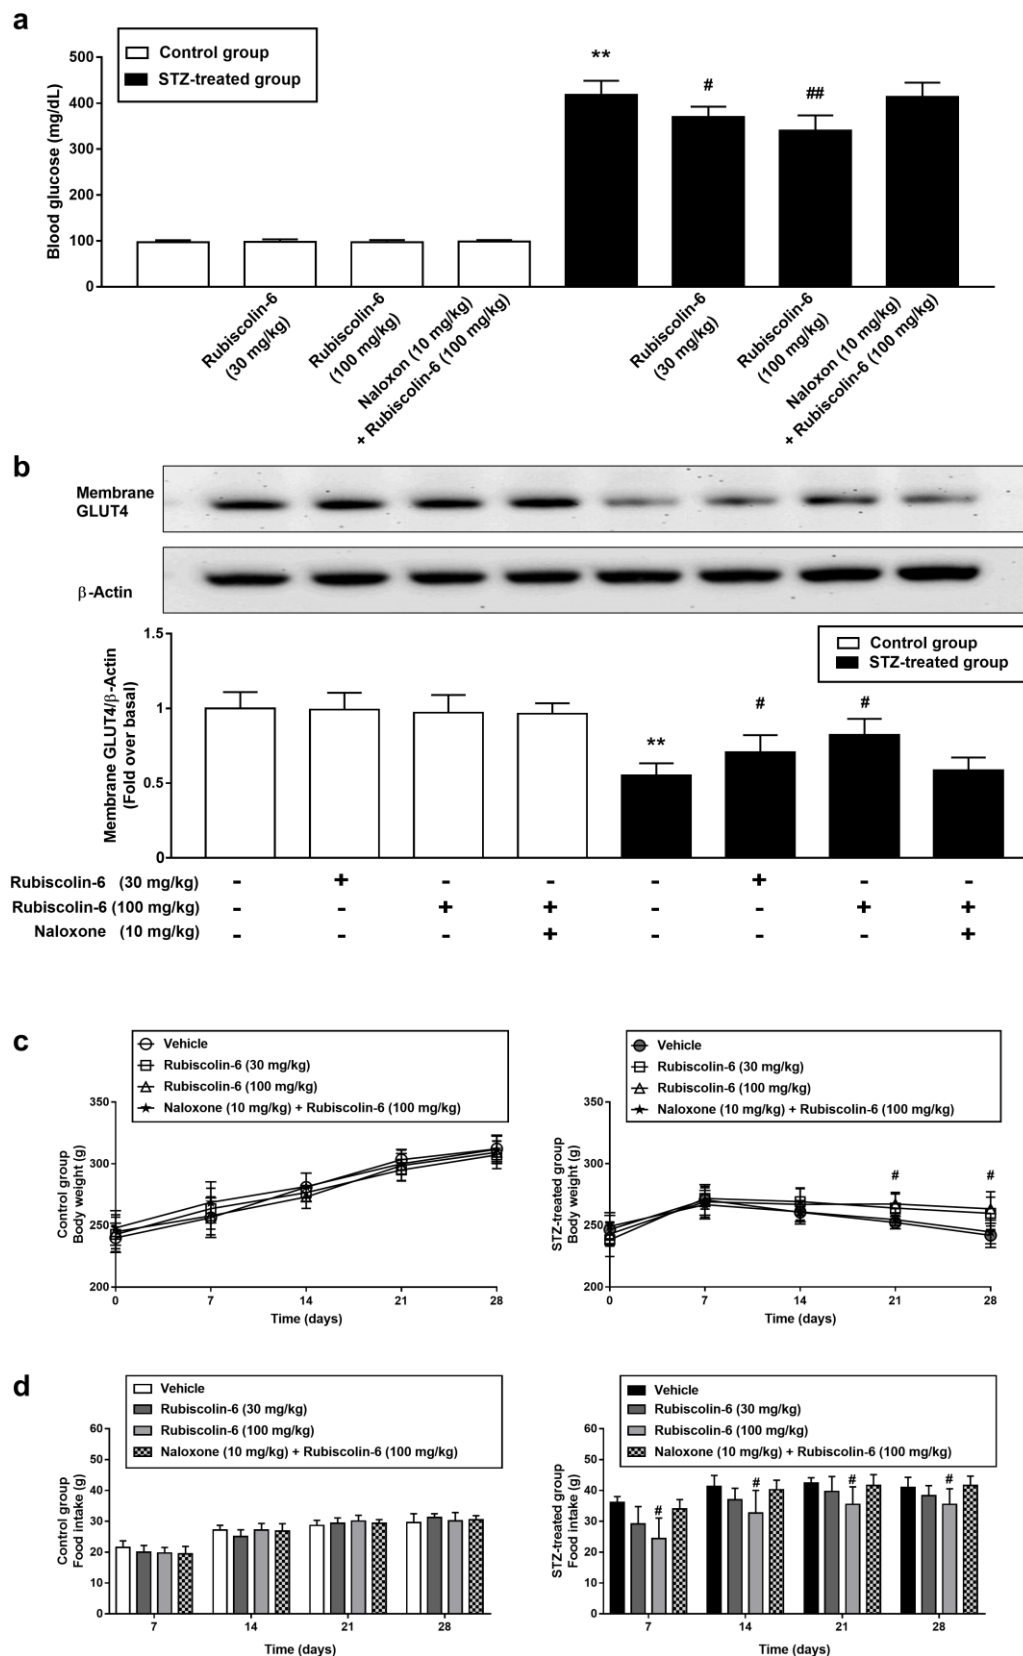 a
Control group
STZ-treated group
Blood glucose (mg/dL)
500
400
300
200
100
0
**
#
##
Rubiscolin-6
(30 mg/kg)
Rubiscolin-6
(100 mg/kg)
Naloxon (10 mg/kg)
+ Rubiscolin-6 (100 mg/kg)
Rubiscolin-6
(30 mg/kg)
Rubiscolin-6
(100 mg/kg)
Naloxon (10 mg/kg)
+ Rubiscolin-6 (100 mg/kg)
b
Membrane
GLUT4
β-Actin
Control group
STZ-treated group
Membrane GLUT4/β-Actin
(Fold over basal)
1.5
1
0.5
0
**
#
#
Rubiscolin-6 (30 mg/kg) - + - - - + - -
Rubiscolin-6 (100 mg/kg) - - + + - - + +
Naloxone (10 mg/kg) - - - + - - - +
c
Vehicle
Rubiscolin-6 (30 mg/kg)
Rubiscolin-6 (100 mg/kg)
Naloxone (10 mg/kg) + Rubiscolin-6 (100 mg/kg)
Control group
Body weight (g)
350
300
250
200
0 7 14 21 28
Time (days)
Vehicle
Rubiscolin-6 (30 mg/kg)
Rubiscolin-6 (100 mg/kg)
Naloxone (10 mg/kg) + Rubiscolin-6 (100 mg/kg)
STZ-treated group
Body weight (g)
350
300
250
200
# #
0 7 14 21 28
Time (days)
d
Vehicle
Rubiscolin-6 (30 mg/kg)
Rubiscolin-6 (100 mg/kg)
Naloxone (10 mg/kg) + Rubiscolin-6 (100 mg/kg)
Control group
Food intake (g)
60
50
40
30
20
10
0
7 14 21 28
Time (days)
Vehicle
Rubiscolin-6 (30 mg/kg)
Rubiscolin-6 (100 mg/kg)
Naloxone (10 mg/kg) + Rubiscolin-6 (100 mg/kg)
STZ-treated group
Food intake (g)
60
50
40
30
20
10
0
# # # #
7 14 21 28
Time (days)